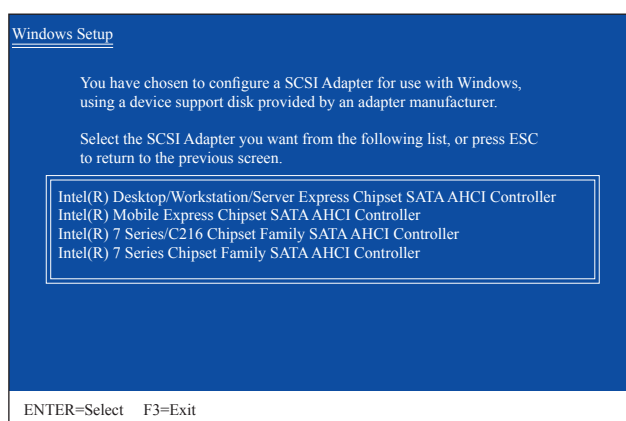 Windows Setup
You have chosen to configure a SCSI Adapter for use with Windows,
using a device support disk provided by an adapter manufacturer.
Select the SCSI Adapter you want from the following list, or press ESC
to return to the previous screen.
Intel(R) Desktop/Workstation/Server Express Chipset SATA AHCI Controller
Intel(R) Mobile Express Chipset SATA AHCI Controller
Intel(R) 7 Series/C216 Chipset Family SATA AHCI Controller
Intel(R) 7 Series Chipset Family SATA AHCI Controller
ENTER=Select F3=Exit